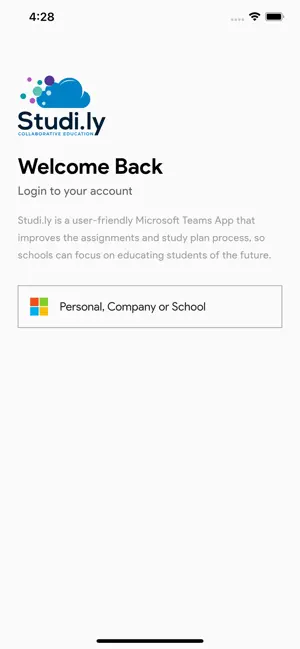 4:28
Studi.ly
COLLABORATIVE EDUCATION
Welcome Back
Login to your account
Studi.ly is a user-friendly Microsoft Teams App that
improves the assignments and study plan process, so
schools can focus on educating students of the future.
Personal, Company or School